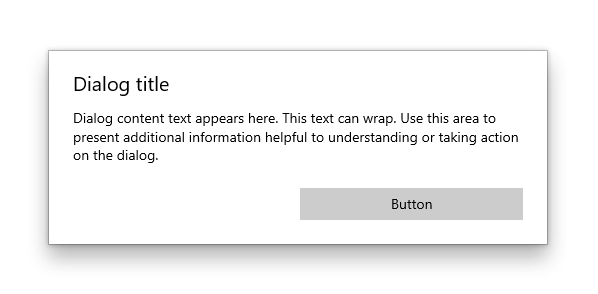 Dialog title
Dialog content text appears here. This text can wrap. Use this area to
present additional information helpful to understanding or taking action
on the dialog.
Button